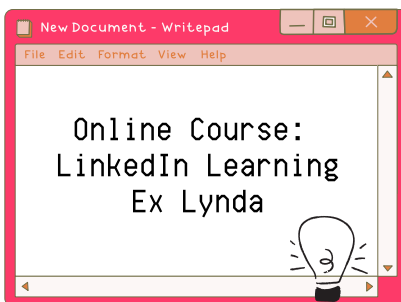 New Document - Writepad
File Edit Format View Help
Online Course:
LinkedIn Learning
Ex Lynda